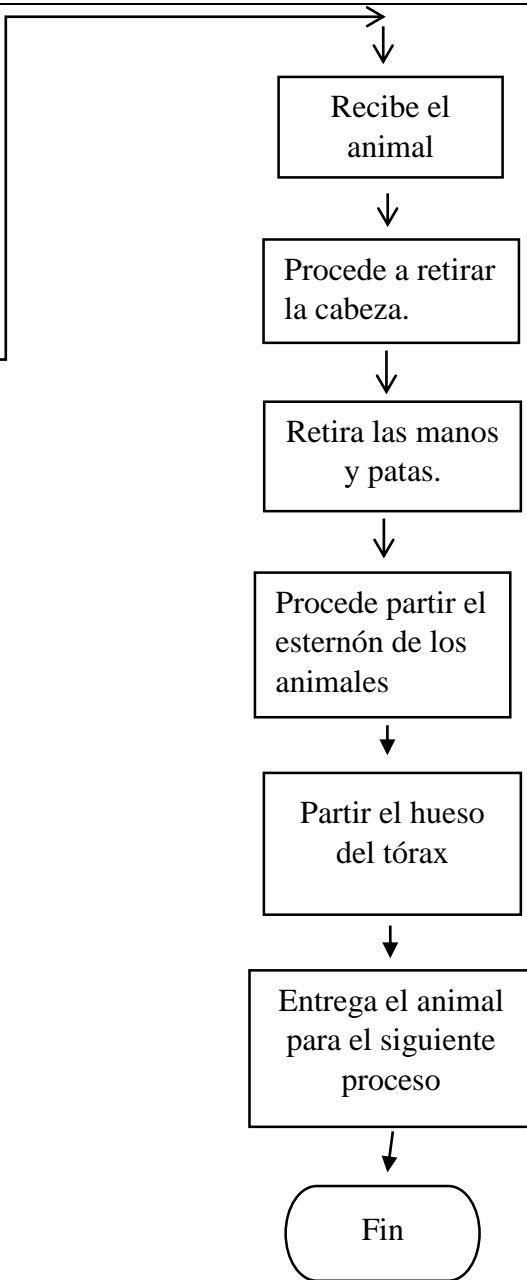 Recibe el
animal
Procede a retirar
la cabeza.
Retira las manos
y patas.
Procede partir el
esternón de los
animales
Partir el hueso
del tórax
Entrega el animal
para el siguiente
proceso
Fin